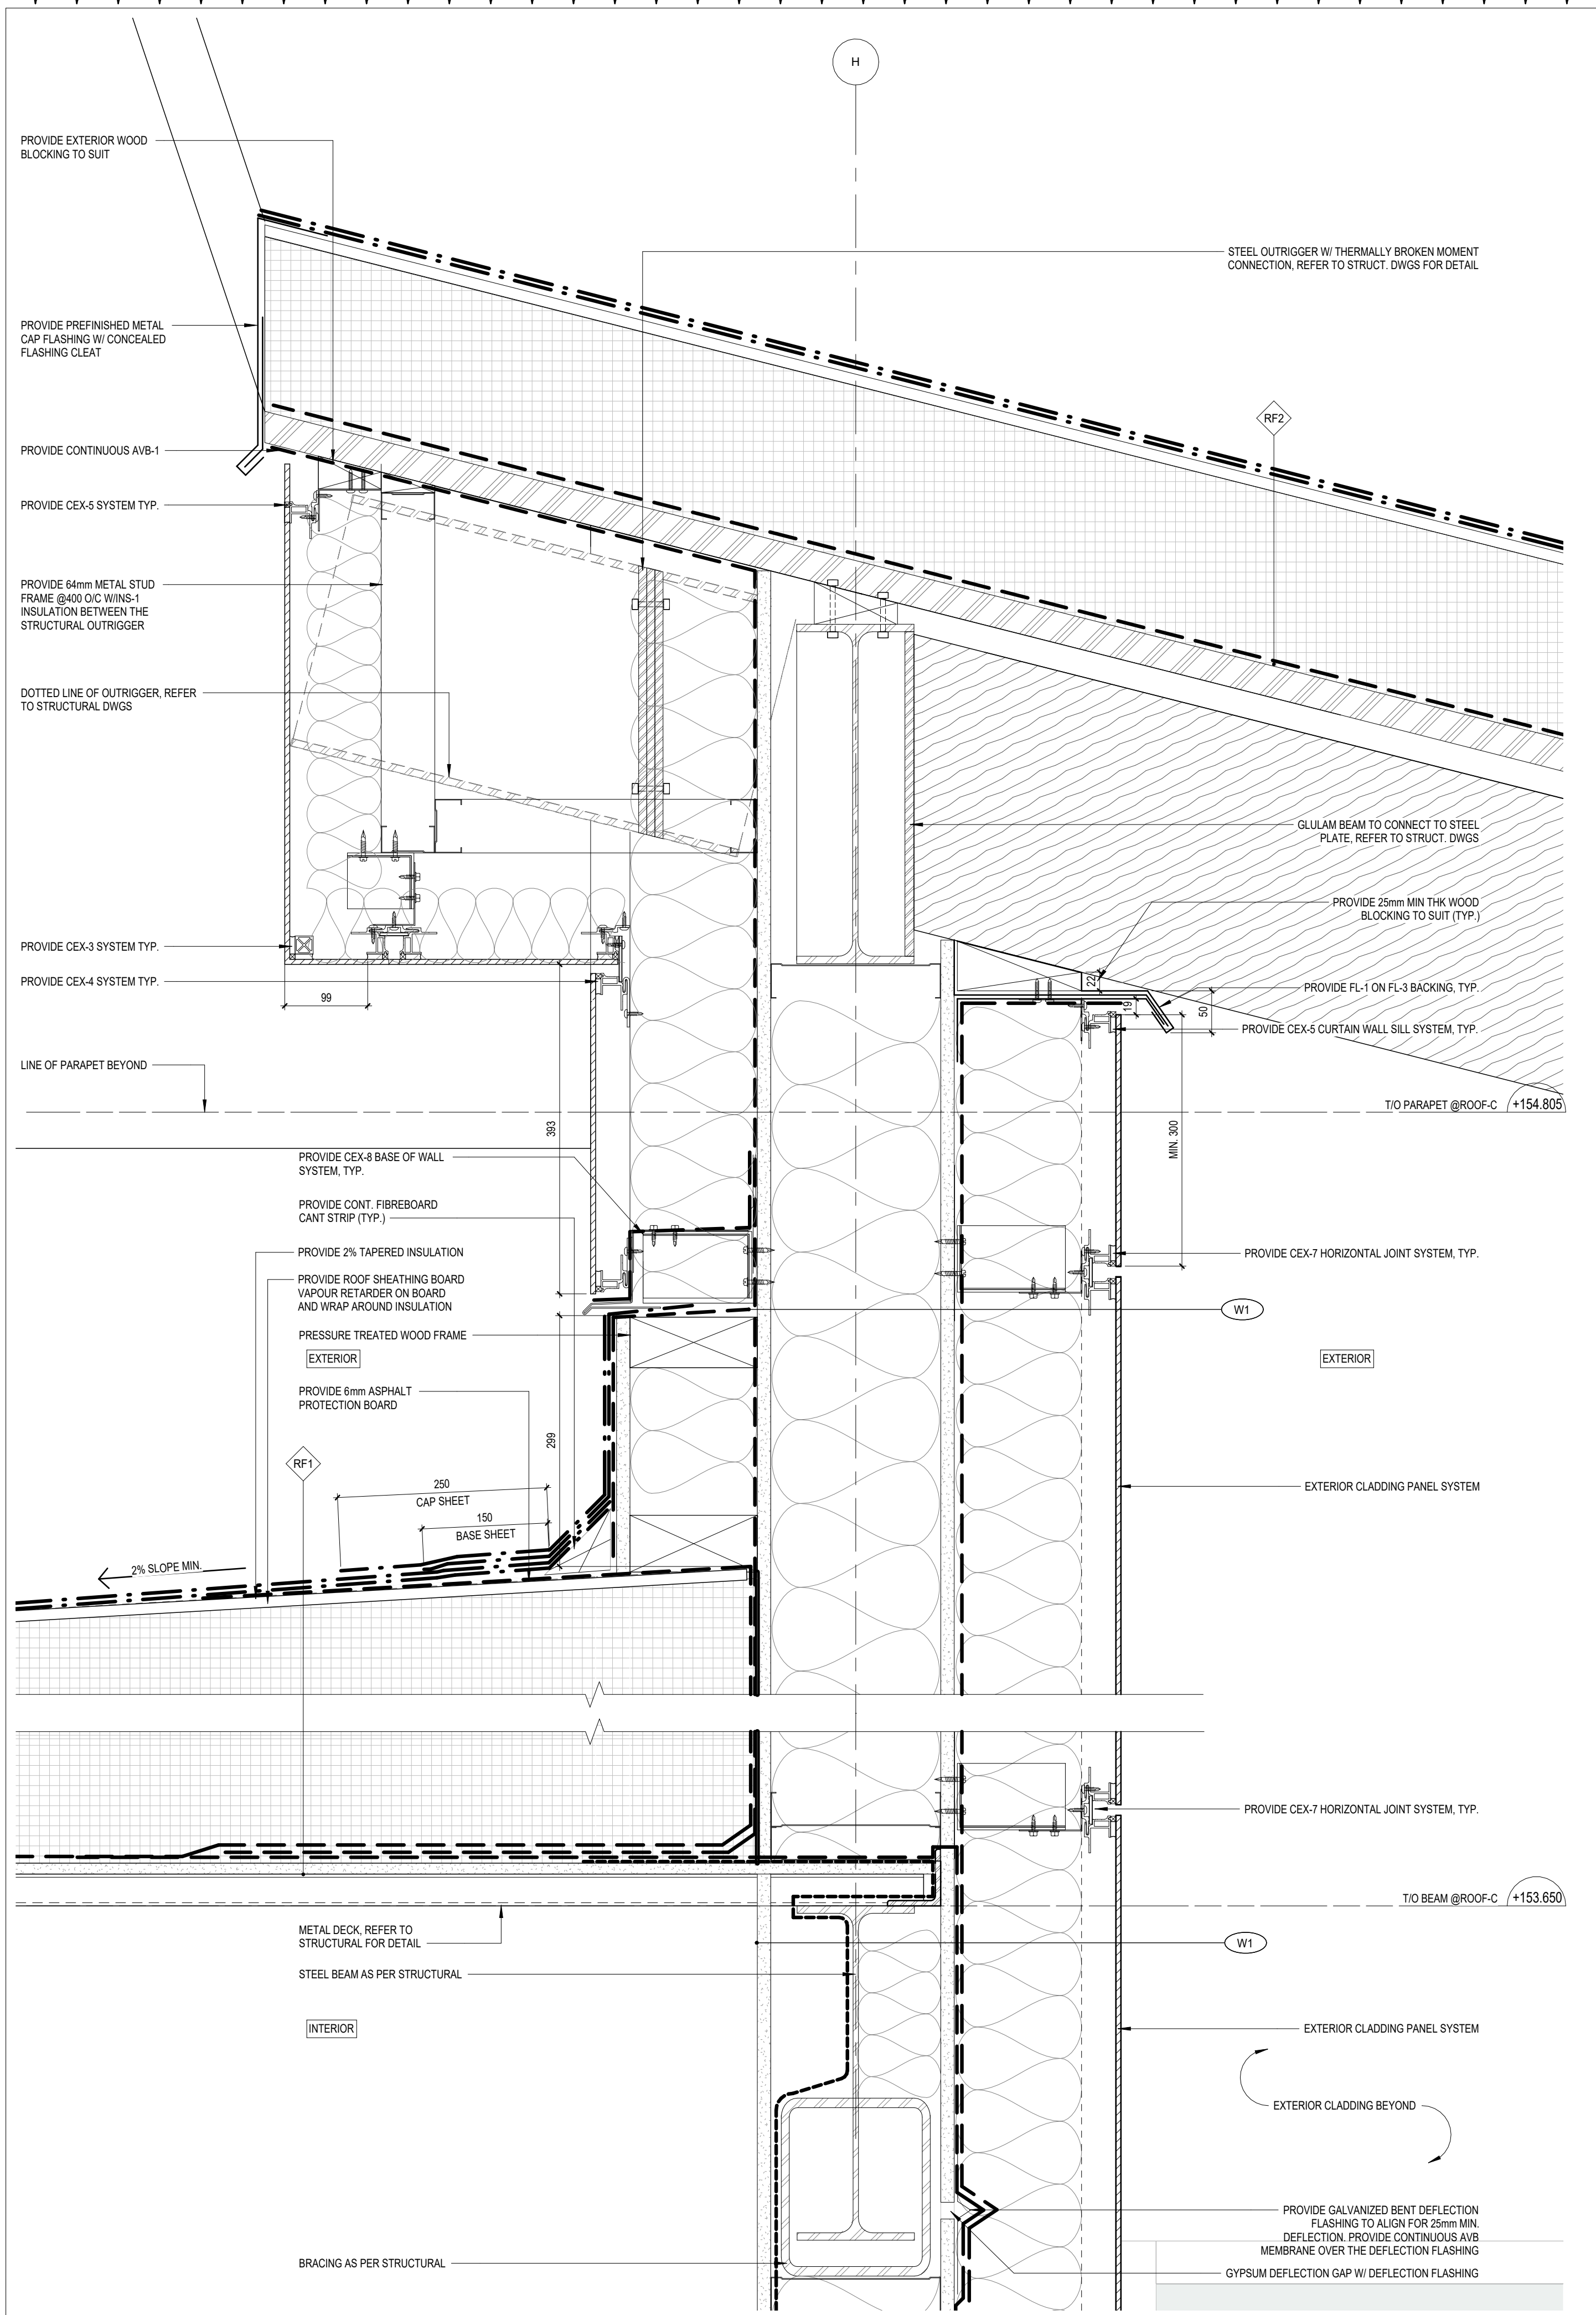 H
PROVIDE EXTERIOR WOOD
BLOCKING TO SUIT
STEEL OUTRIGGER W/ THERMALLY BROKEN MOMENT
CONNECTION, REFER TO STRUCT. DWGS FOR DETAIL
PROVIDE PREFINISHED METAL
CAP FLASHING W/ CONCEALED
FLASHING CLEAT
RF2
PROVIDE CONTINUOUS AVB-1
PROVIDE CEX-5 SYSTEM TYP.
PROVIDE 64mm METAL STUD
FRAME @400 O/C W/INS-1
INSULATION BETWEEN THE
STRUCTURAL OUTRIGGER
DOTTED LINE OF OUTRIGGER, REFER
TO STRUCTURAL DWGS
GLULAM BEAM TO CONNECT TO STEEL
PLATE, REFER TO STRUCT. DWGS
PROVIDE 25mm MIN THK WOOD
BLOCKING TO SUIT (TYP.)
PROVIDE CEX-3 SYSTEM TYP.
PROVIDE CEX-4 SYSTEM TYP.
99
22
19
50
PROVIDE FL-1 ON FL-3 BACKING, TYP.
PROVIDE CEX-5 CURTAIN WALL SILL SYSTEM, TYP.
LINE OF PARAPET BEYOND
T/O PARAPET @ROOF-C
+154.805
393
MIN. 300
PROVIDE CEX-8 BASE OF WALL
SYSTEM, TYP.
PROVIDE CONT. FIBREBOARD
CANT STRIP (TYP.)
PROVIDE 2% TAPERED INSULATION
PROVIDE CEX-7 HORIZONTAL JOINT SYSTEM, TYP.
PROVIDE ROOF SHEATHING BOARD
VAPOUR RETARDER ON BOARD
AND WRAP AROUND INSULATION
W1
PRESSURE TREATED WOOD FRAME
EXTERIOR
EXTERIOR
PROVIDE 6mm ASPHALT
PROTECTION BOARD
299
RF1
250
CAP SHEET
150
BASE SHEET
EXTERIOR CLADDING PANEL SYSTEM
2% SLOPE MIN.
PROVIDE CEX-7 HORIZONTAL JOINT SYSTEM, TYP.
T/O BEAM @ROOF-C
+153.650
METAL DECK, REFER TO
STRUCTURAL FOR DETAIL
W1
STEEL BEAM AS PER STRUCTURAL
INTERIOR
EXTERIOR CLADDING PANEL SYSTEM
EXTERIOR CLADDING BEYOND
PROVIDE GALVANIZED BENT DEFLECTION
FLASHING TO ALIGN FOR 25mm MIN.
DEFLECTION. PROVIDE CONTINUOUS AVB
MEMBRANE OVER THE DEFLECTION FLASHING
BRACING AS PER STRUCTURAL
GYPSUM DEFLECTION GAP W/ DEFLECTION FLASHING